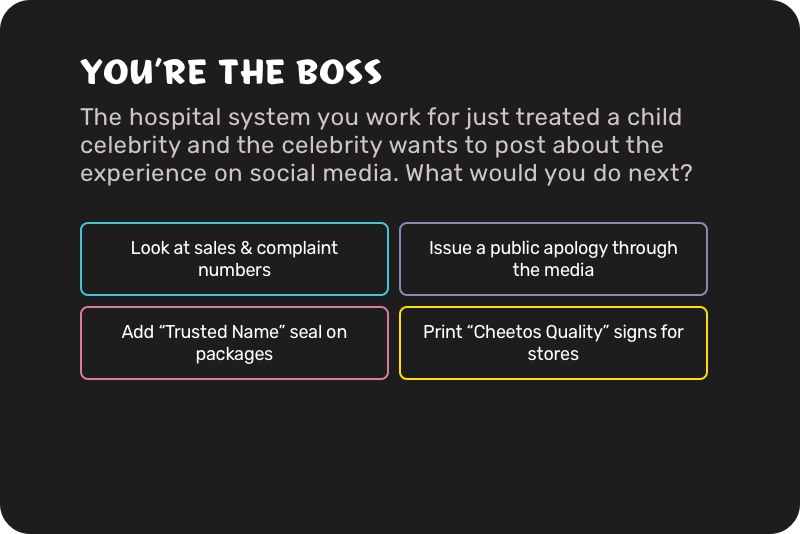 YOU’RE THE BOSS
The hospital system you work for just treated a child
celebrity and the celebrity wants to post about the
experience on social media. What would you do next?
Look at sales & complaint
numbers
Issue a public apology through
the media
Add “Trusted Name” seal on
packages
Print “Cheetos Quality” signs for
stores